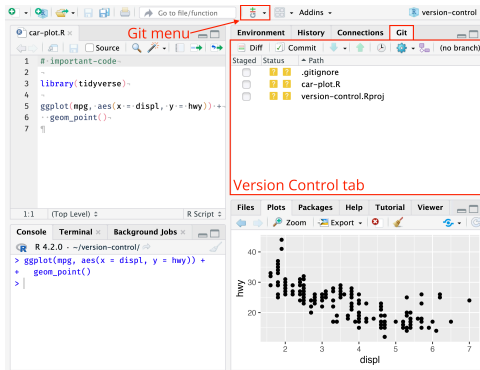 Go to file/function
Addins
version-control
Git menu
car-plot.R
Source
1 # important-code¬
2 ¬
3 library(tidyverse)¬
4 ¬
5 ggplot(mpg, aes(x = displ, y = hwy)) +¬
6 geom_point()¬
7 ¶
1:1 (Top Level) R Script
Console Terminal Background Jobs
R 4.2.0 · ~/version-control/
> ggplot(mpg, aes(x = displ, y = hwy)) +
+ geom_point()
>
Environment History Connections Git
Diff Commit (no branch)
Staged Status Path
? ? .gitignore
? ? car-plot.R
? ? version-control.Rproj
Version Control tab
Files Plots Packages Help Tutorial Viewer
Zoom Export
40
30
20
hwy
2 3 4 5 6 7
displ